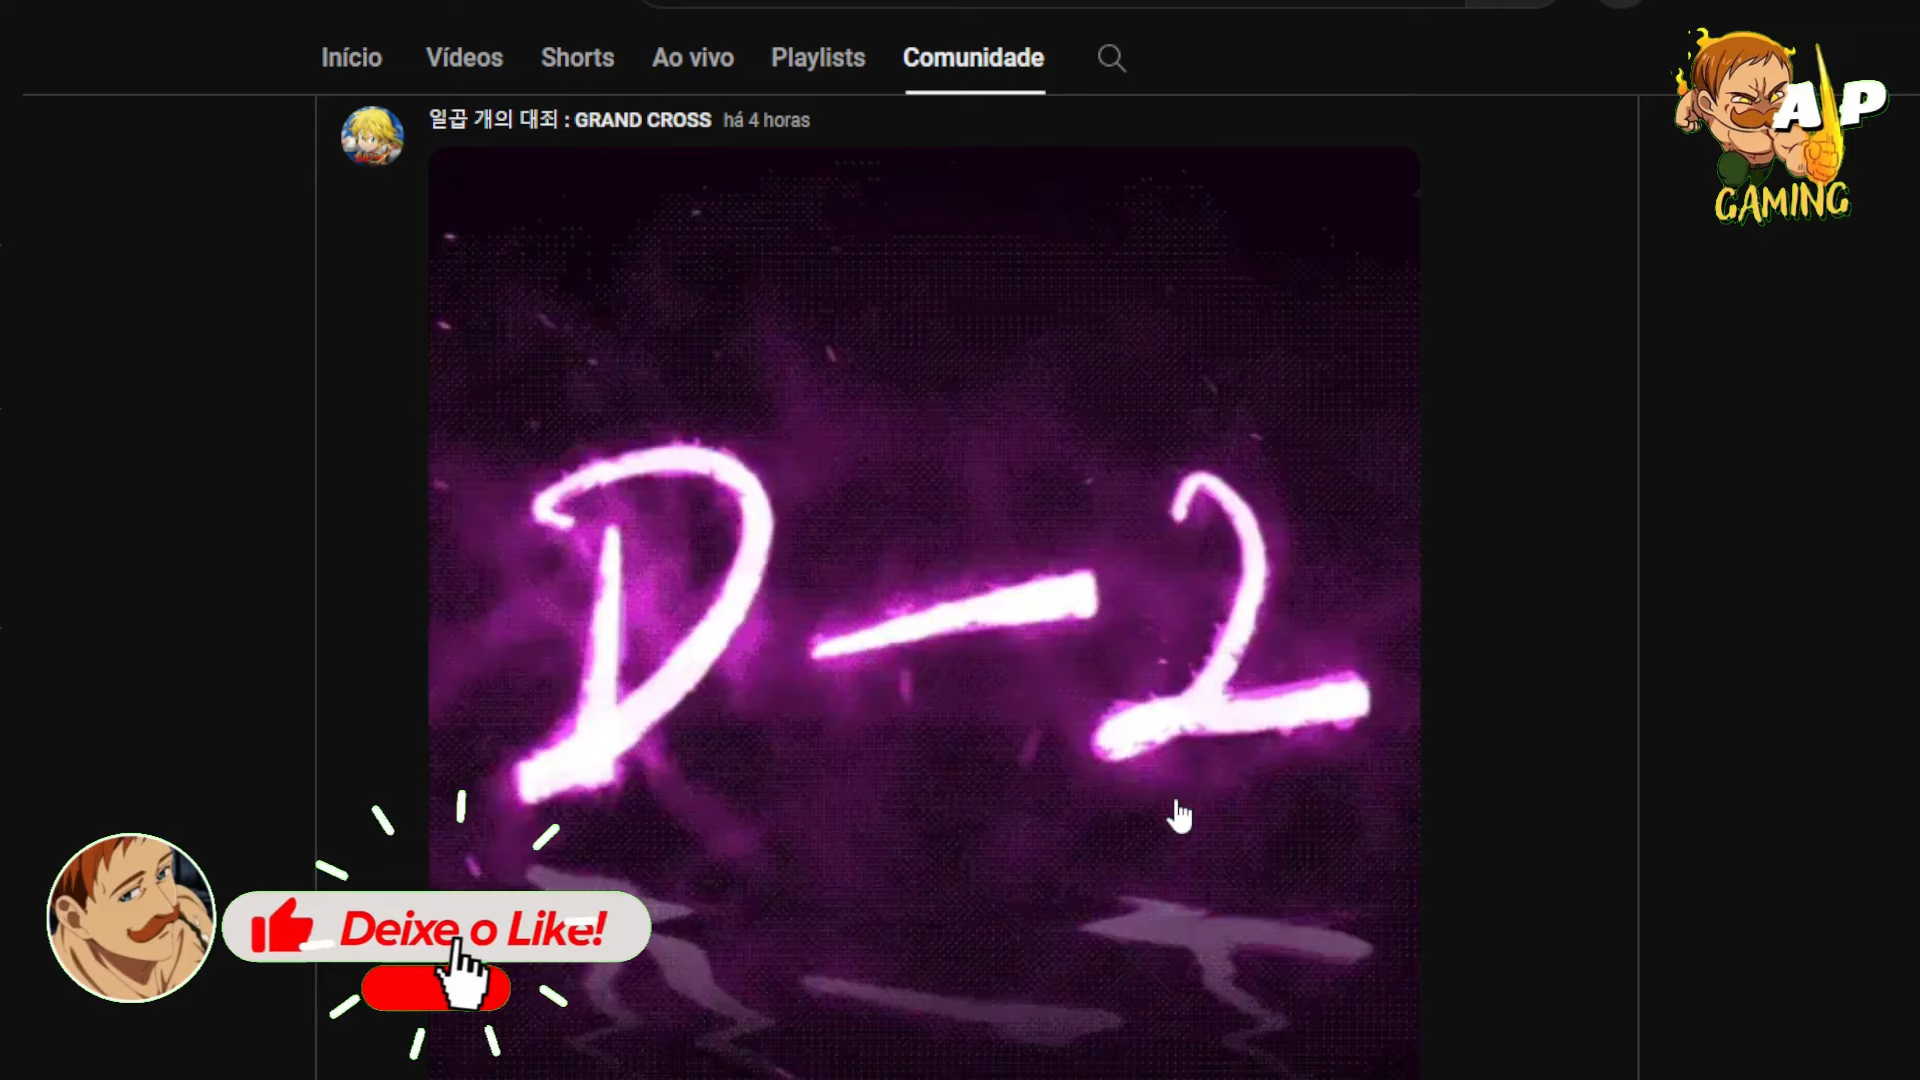 Início Vídeos Shorts Ao vivo Playlists Comunidade
일곱 개의 대죄 : GRAND CROSS há 4 horas
AP
GAMING
D-2
Deixe o Like!